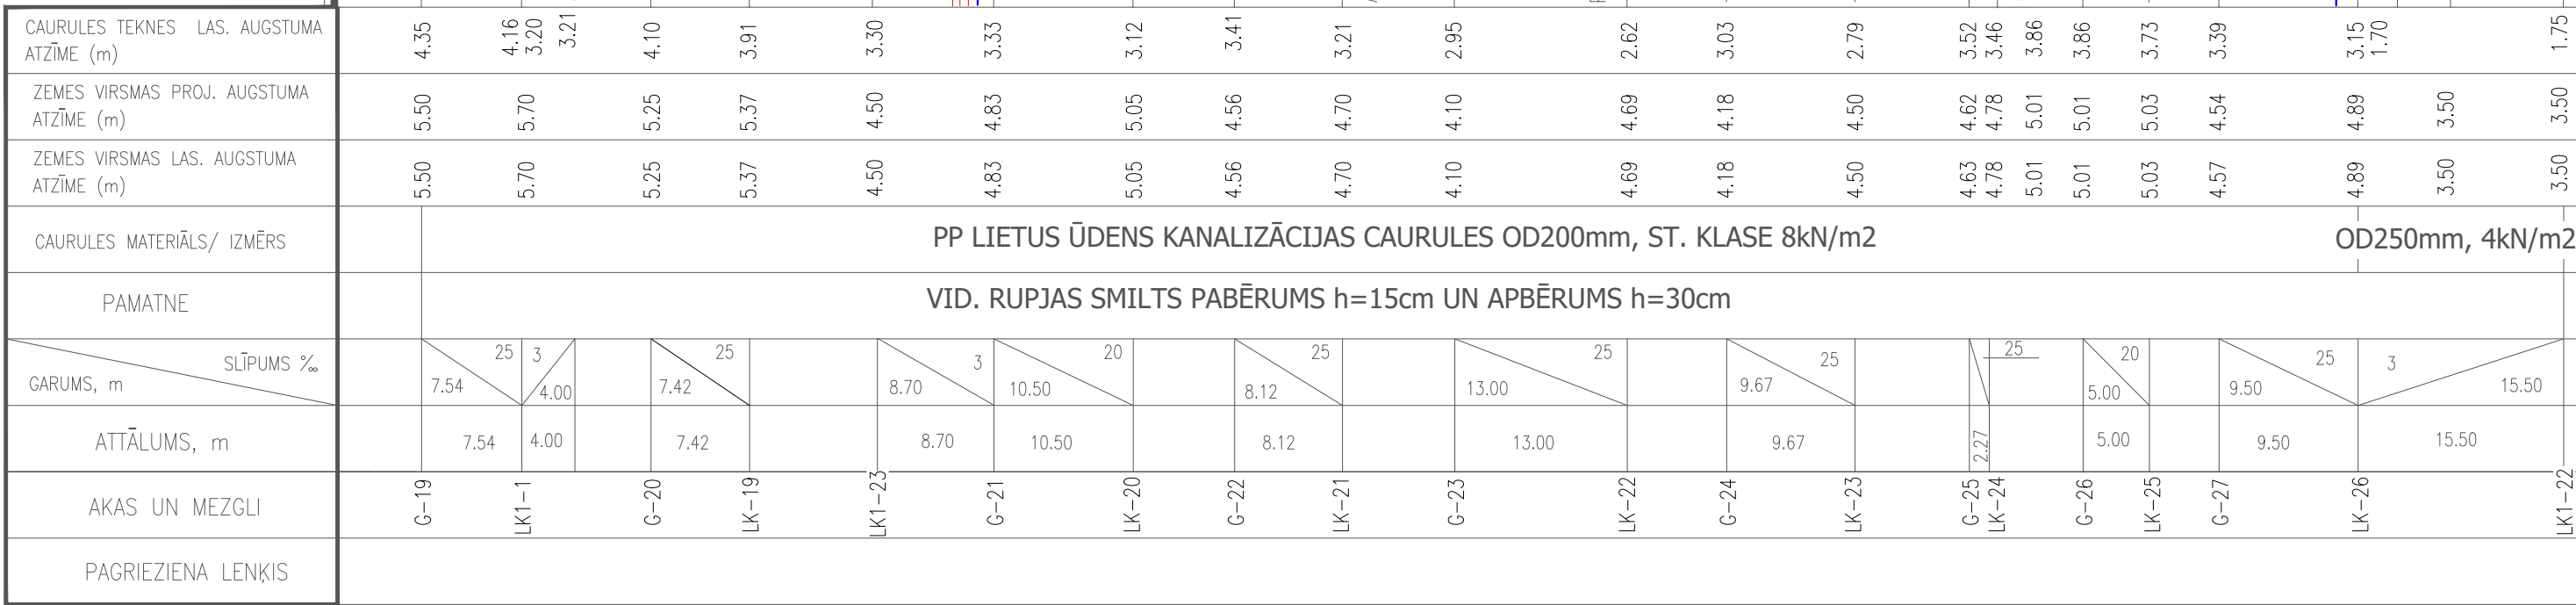 CAURULES TEKNES LAS. AUGSTUMA
ATZĪME (m)
4.35 4.16 3.20 3.21 4.10 3.91 3.30 3.33 3.12 3.41 3.21 2.95 2.62 3.03 2.79 3.52 3.46 3.86 3.86 3.73 3.39 3.15 1.70 1.75
ZEMES VIRSMAS PROJ. AUGSTUMA
ATZĪME (m)
5.50 5.70 5.25 5.37 4.50 4.83 5.05 4.56 4.70 4.10 4.69 4.18 4.50 4.62 4.78 5.01 5.01 5.03 4.54 4.89 3.50 3.50
ZEMES VIRSMAS LAS. AUGSTUMA
ATZĪME (m)
5.50 5.70 5.25 5.37 4.50 4.83 5.05 4.56 4.70 4.10 4.69 4.18 4.50 4.63 4.78 5.01 5.01 5.03 4.57 4.89 3.50 3.50
CAURULES MATERIĀLS/ IZMĒRS
PP LIETUS ŪDENS KANALIZĀCIJAS CAURULES OD200mm, ST. KLASE 8kN/m2
OD250mm, 4kN/m2
PAMATNE
VID. RUPJAS SMILTS PABĒRUMS h=15cm UN APBĒRUMS h=30cm
SLĪPUMS ‰
25 3 25 3 20 25 25 25 25 20 25 3
GARUMS, m
7.54 4.00 7.42 8.70 10.50 8.12 13.00 9.67 5.00 9.50 15.50
ATTĀLUMS, m
7.54 4.00 7.42 8.70 10.50 8.12 13.00 9.67 2.27 5.00 9.50 15.50
AKAS UN MEZGLI
G-19 LK1-1 G-20 LK-19 LK1-23 G-21 LK-20 G-22 LK-21 G-23 LK-22 G-24 LK-23 G-25 LK-24 G-26 LK-25 G-27 LK-26 LK1-22
PAGRIEZIENA LEŅĶIS